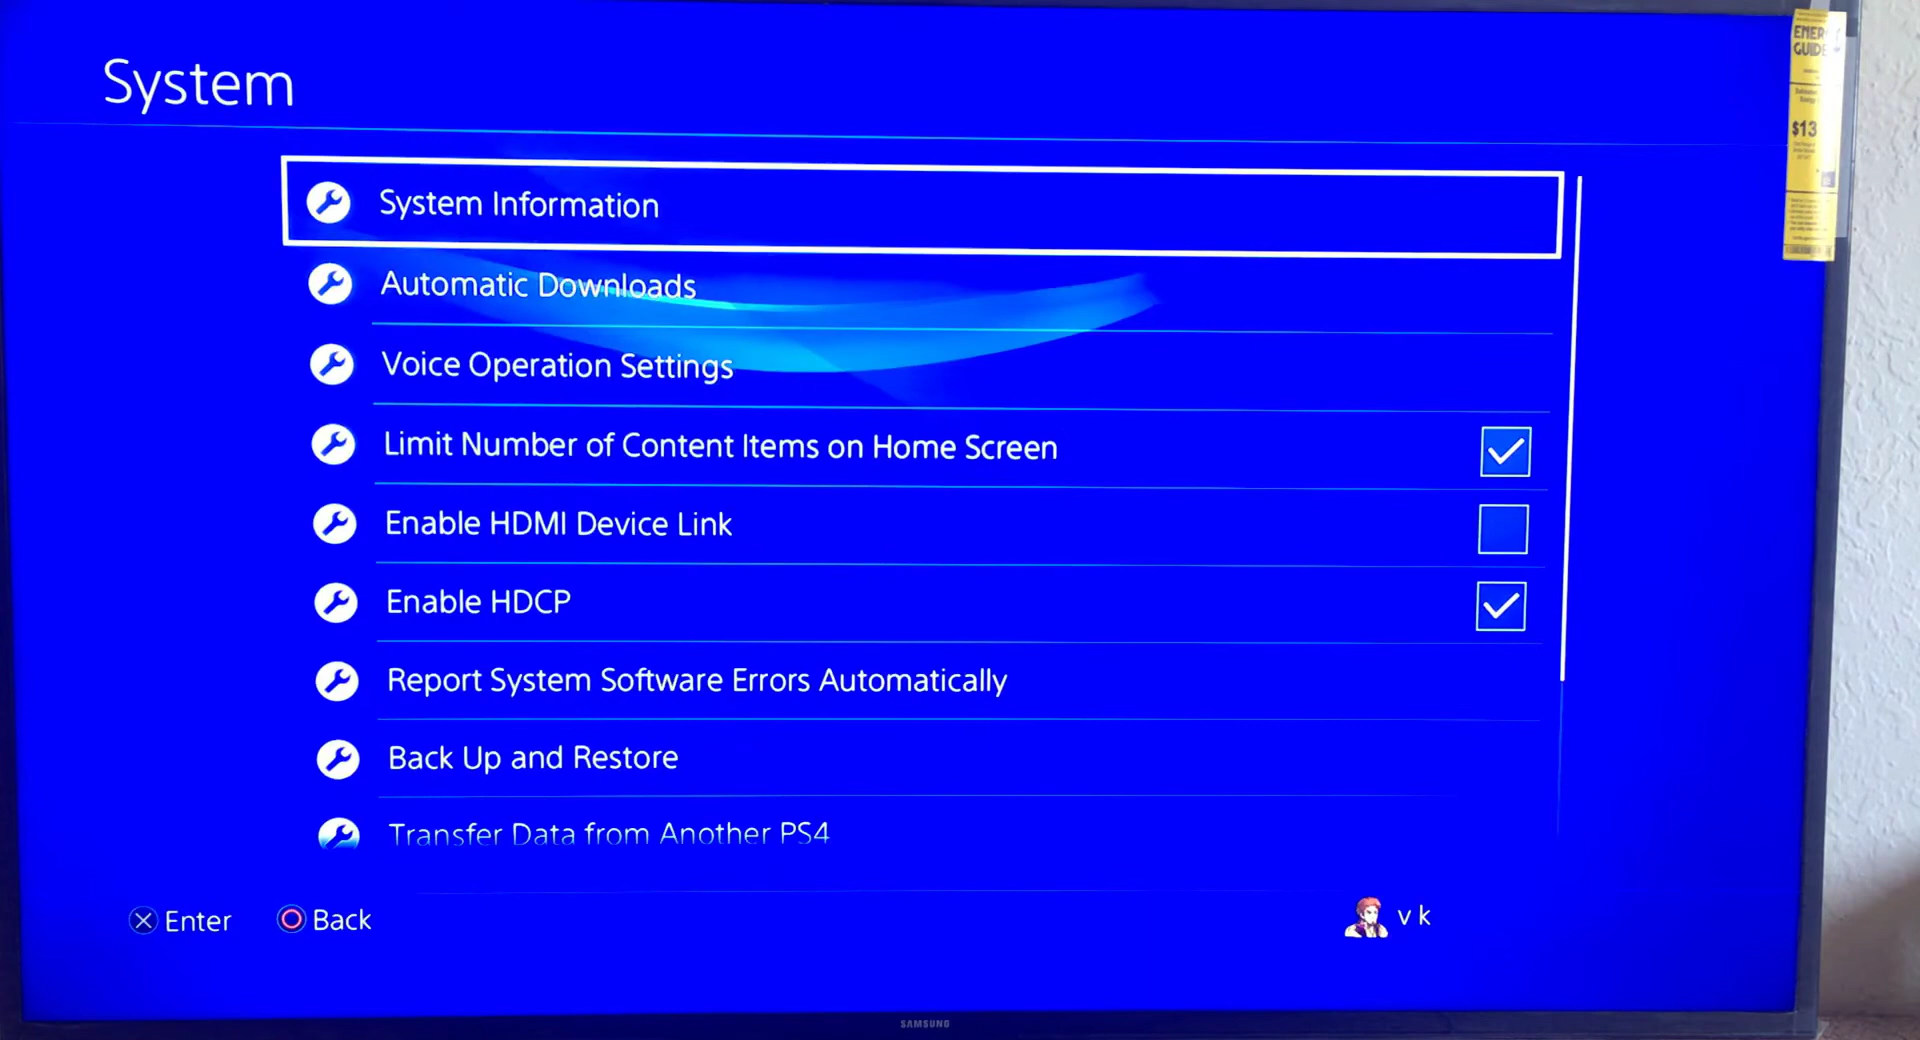 System
System Information
Automatic Downloads
Voice Operation Settings
Limit Number of Content Items on Home Screen
Enable HDMI Device Link
Enable HDCP
Report System Software Errors Automatically
Back Up and Restore
Transfer Data from Another PS4
Enter
Back
v k
SAMSUNG
GUIDE
$13